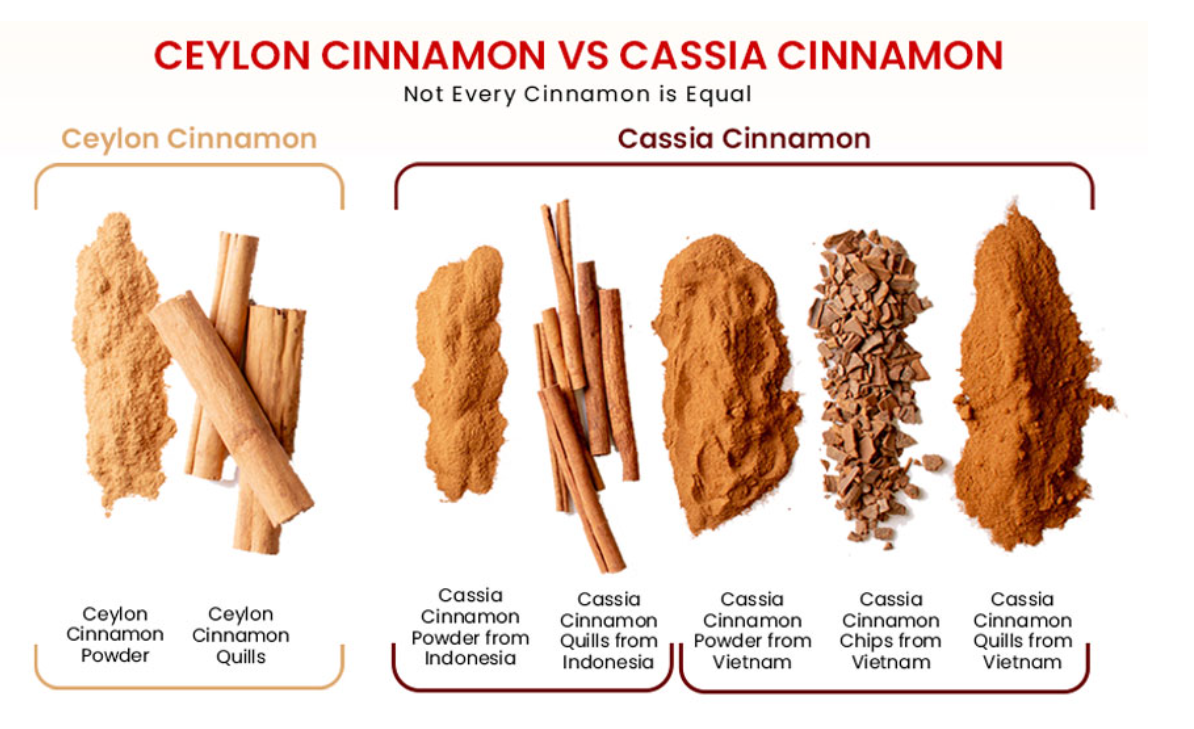 CEYLON CINNAMON VS CASSIA CINNAMON
Not Every Cinnamon is Equal
Ceylon Cinnamon
Cassia Cinnamon
Ceylon
Cinnamon
Powder
Ceylon
Cinnamon
Quills
Cassia
Cinnamon
Powder from
Indonesia
Cassia
Cinnamon
Quills from
Indonesia
Cassia
Cinnamon
Powder from
Vietnam
Cassia
Cinnamon
Chips from
Vietnam
Cassia
Cinnamon
Quills from
Vietnam